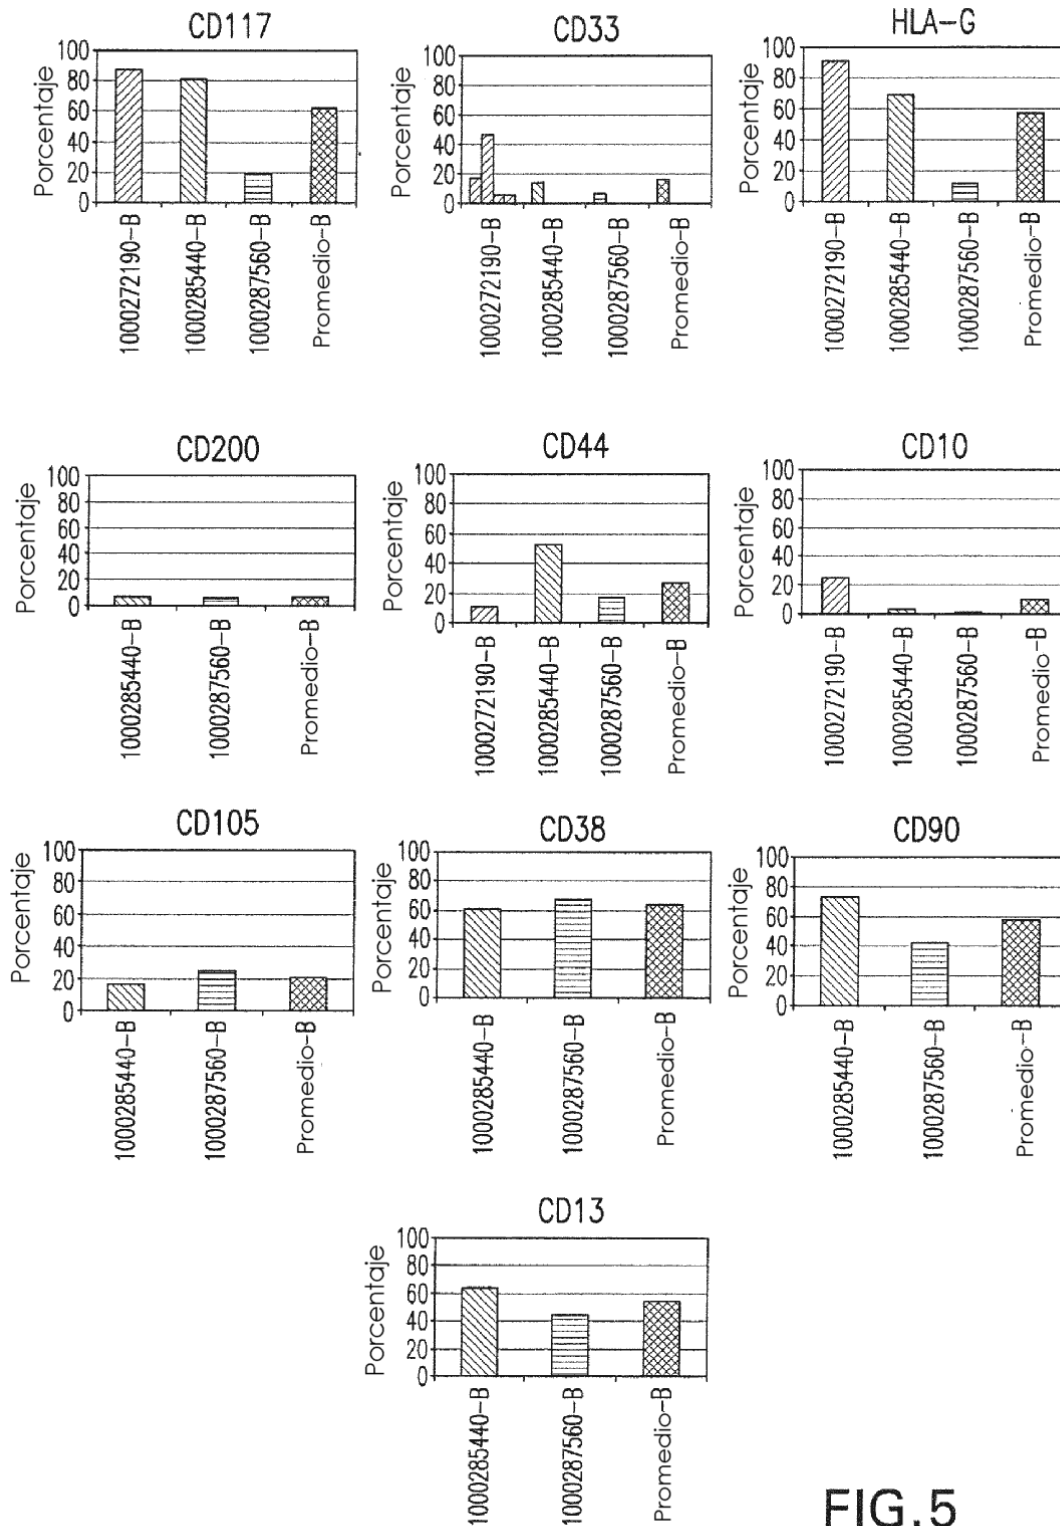 CD117
Porcentaje
100
80
60
40
20
0
1000272190-B
1000285440-B
1000287560-B
Promedio-B
CD33
Porcentaje
100
80
60
40
20
0
1000272190-B
1000285440-B
1000287560-B
Promedio-B
HLA-G
Porcentaje
100
80
60
40
20
0
1000272190-B
1000285440-B
1000287560-B
Promedio-B
CD200
Porcentaje
100
80
60
40
20
0
1000285440-B
1000287560-B
Promedio-B
CD44
Porcentaje
100
80
60
40
20
0
1000272190-B
1000285440-B
1000287560-B
Promedio-B
CD10
Porcentaje
100
80
60
40
20
0
1000272190-B
1000285440-B
1000287560-B
Promedio-B
CD105
Porcentaje
100
80
60
40
20
0
1000285440-B
1000287560-B
Promedio-B
CD38
Porcentaje
100
80
60
40
20
0
1000285440-B
1000287560-B
Promedio-B
CD90
Porcentaje
100
80
60
40
20
0
1000285440-B
1000287560-B
Promedio-B
CD13
Porcentaje
100
80
60
40
20
0
1000285440-B
1000287560-B
Promedio-B
FIG.5